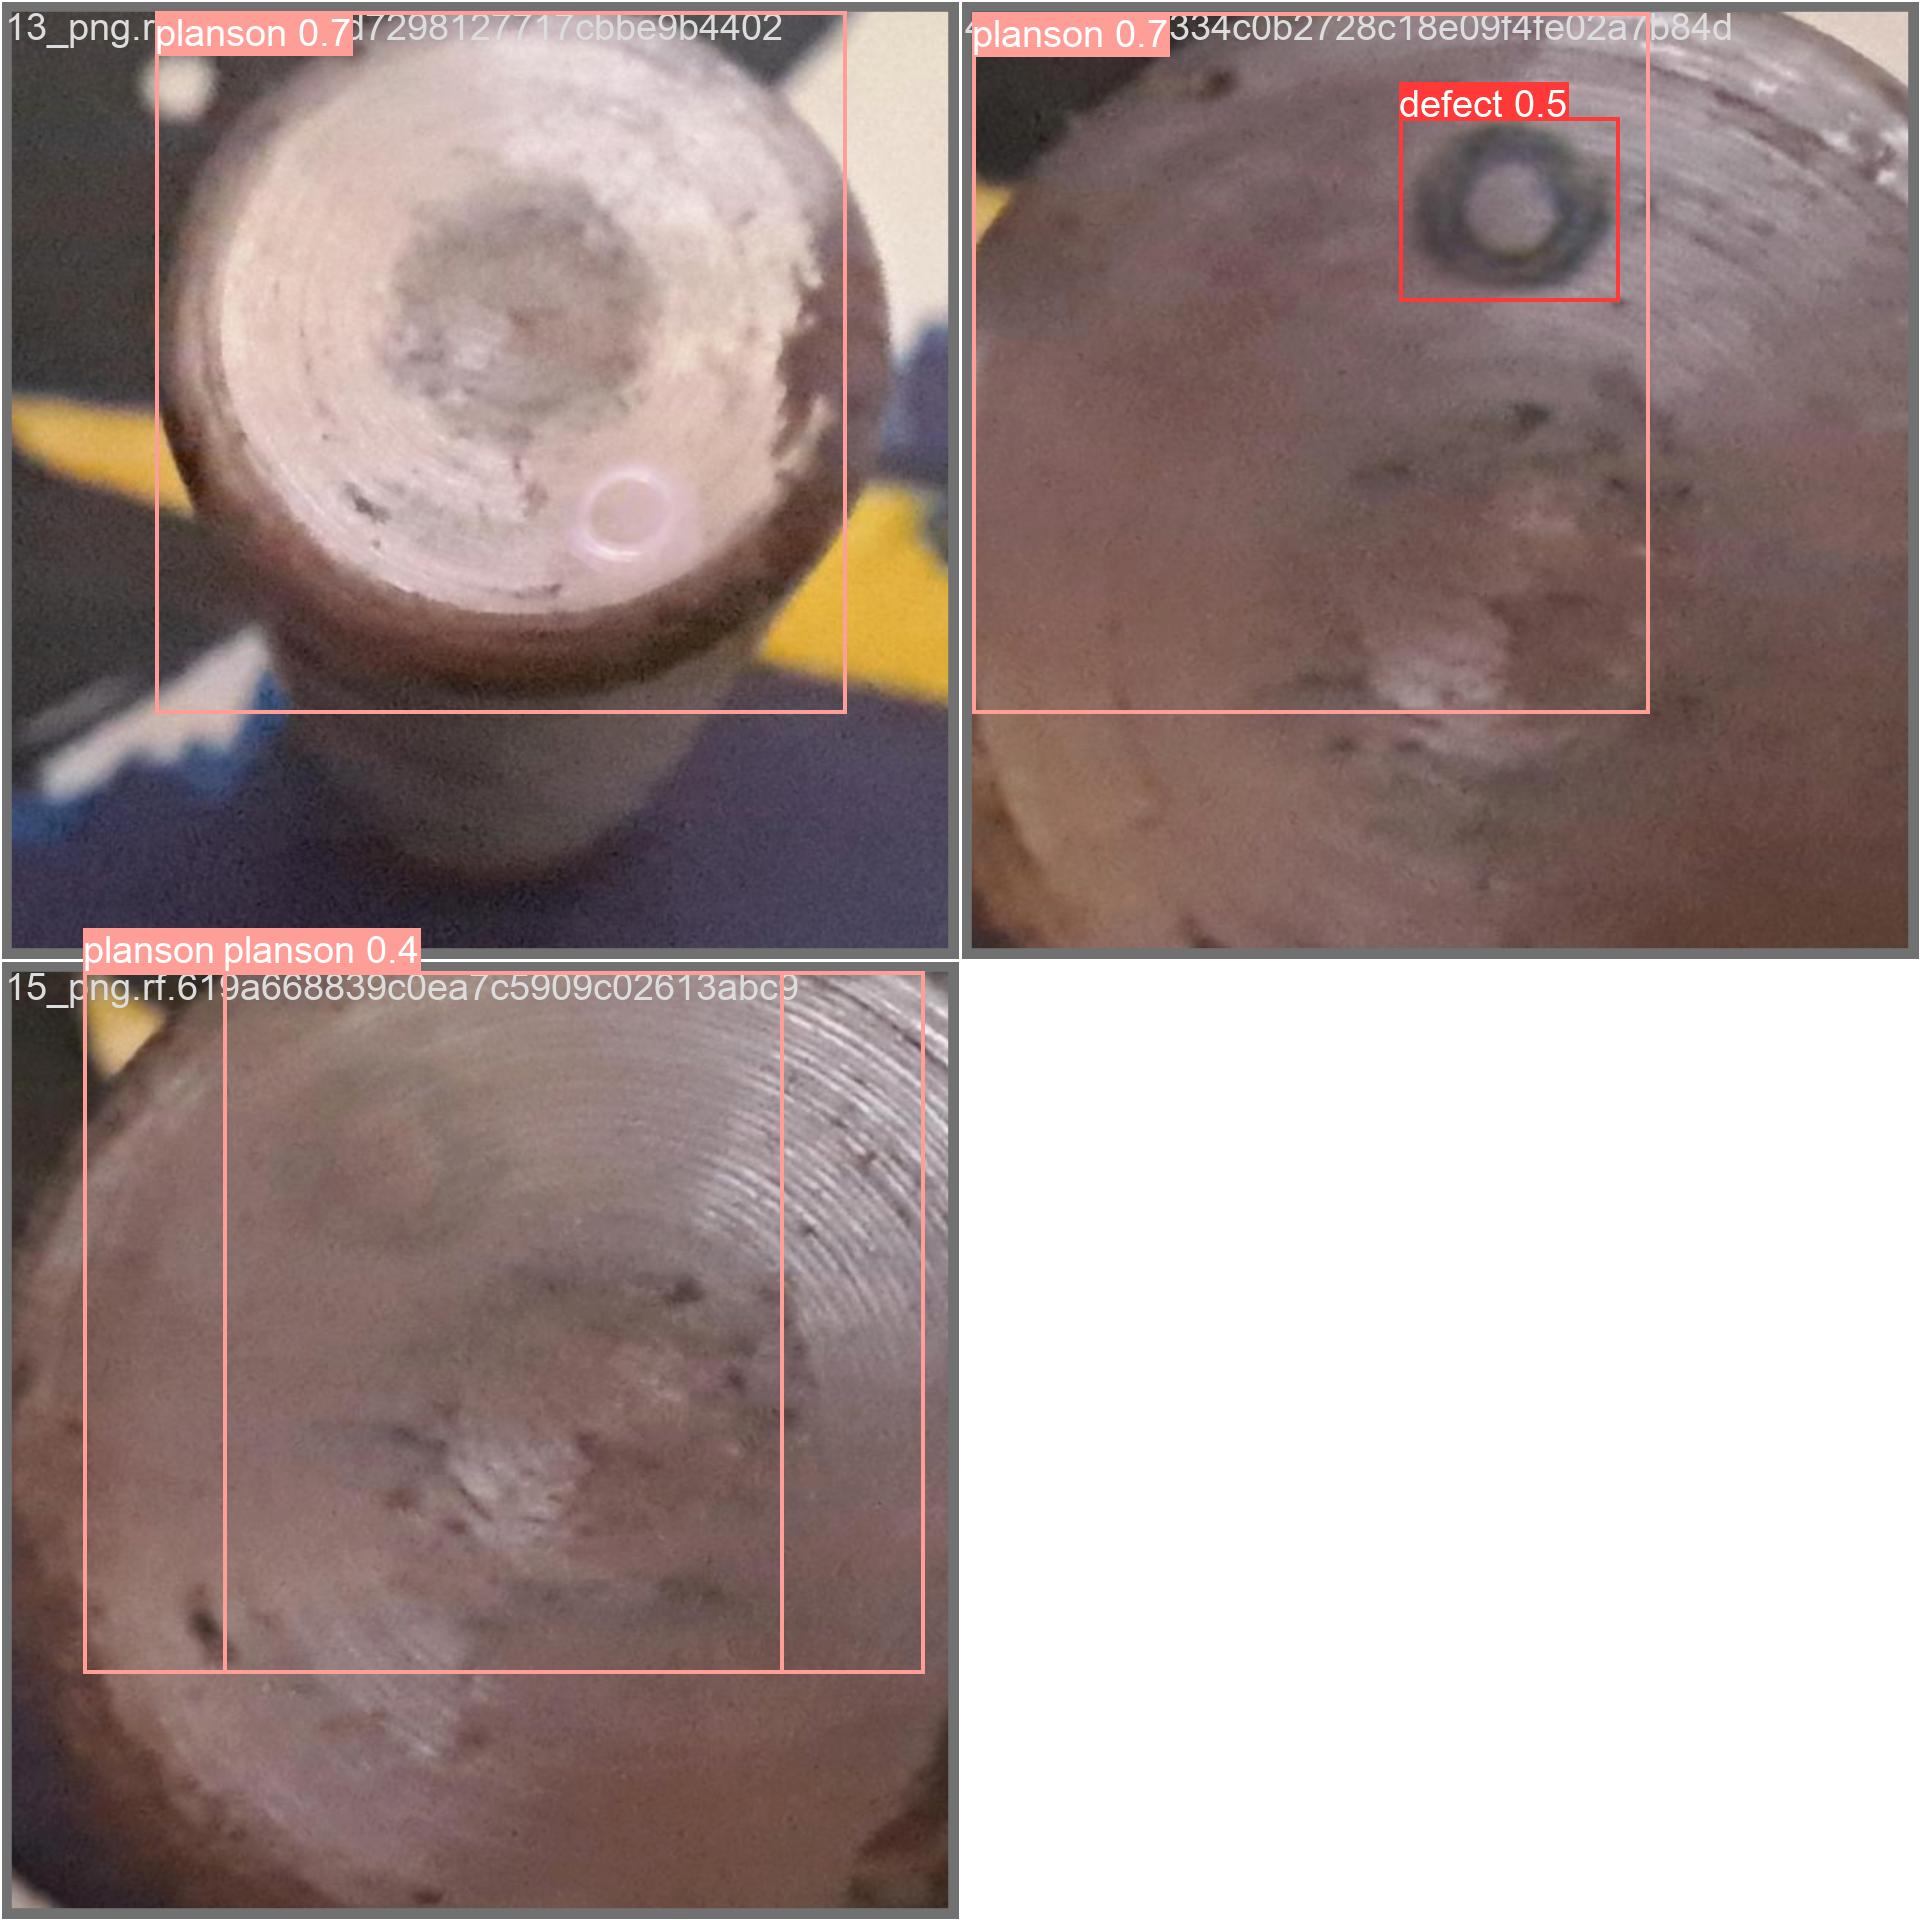 13_png.r
planson 0.7
d7298127717cbbe9b4402
planson 0.7
334c0b2728c18e09f4fe02a7b84d
defect 0.5
planson planson 0.4
15_png.rf.619a668839c0ea7c5909c02613abc9